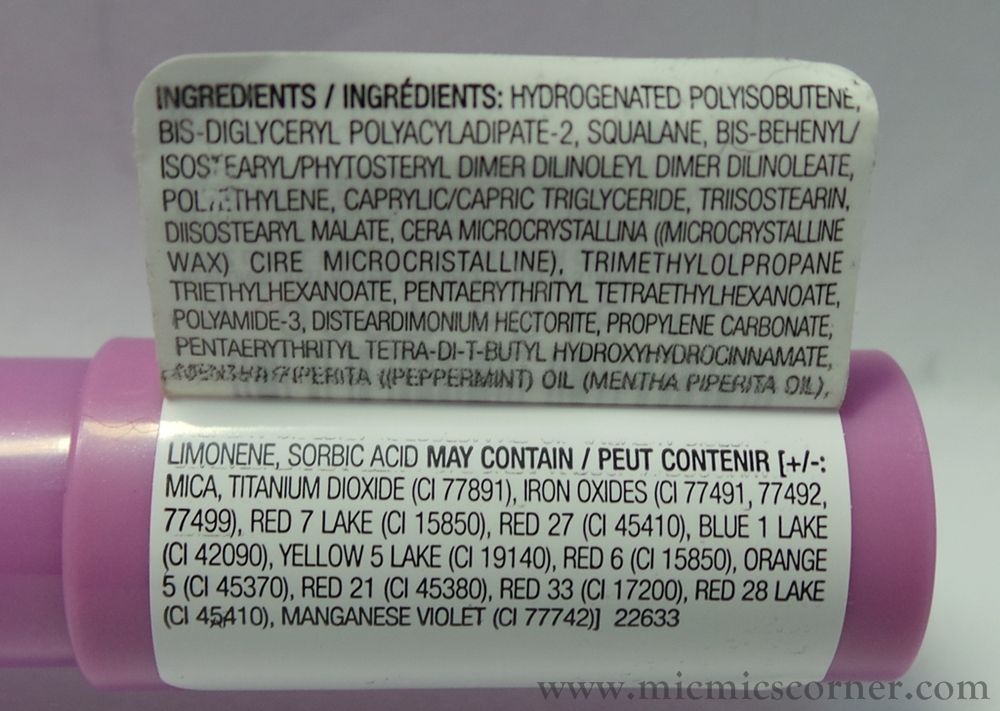 INGREDIENTS / INGRÉDIENTS: HYDROGENATED POLYISOBUTENE,
BIS-DIGLYCERYL POLYACYLADIPATE-2, SQUALANE, BIS-BEHENYL/
ISOSTEARYL/PHYTOSTERYL DIMER DILINOLEYL DIMER DILINOLEATE,
POLYETHYLENE, CAPRYLIC/CAPRIC TRIGLYCERIDE, TRIISOSTEARIN,
DIISOSTEARYL MALATE, CERA MICROCRYSTALLINA ((MICROCRYSTALLINE
WAX) CIRE MICROCRISTALLINE), TRIMETHYLOLPROPANE
TRIETHYLHEXANOATE, PENTAERYTHRITYL TETRAETHYLHEXANOATE,
POLYAMIDE-3, DISTEARDIMONIUM HECTORITE, PROPYLENE CARBONATE,
PENTAERYTHRITYL TETRA-DI-T-BUTYL HYDROXYHYDROCINNAMATE,
MENTHA PIPERITA ((PEPPERMINT) OIL (MENTHA PIPERITA OIL),
LIMONENE, SORBIC ACID MAY CONTAIN / PEUT CONTENIR [+/-:
MICA, TITANIUM DIOXIDE (CI 77891), IRON OXIDES (CI 77491, 77492,
77499), RED 7 LAKE (CI 15850), RED 27 (CI 45410), BLUE 1 LAKE
(CI 42090), YELLOW 5 LAKE (CI 19140), RED 6 (CI 15850), ORANGE
5 (CI 45370), RED 21 (CI 45380), RED 33 (CI 17200), RED 28 LAKE
(CI 45410), MANGANESE VIOLET (CI 77742)] 22633
www.micmicscorner.com